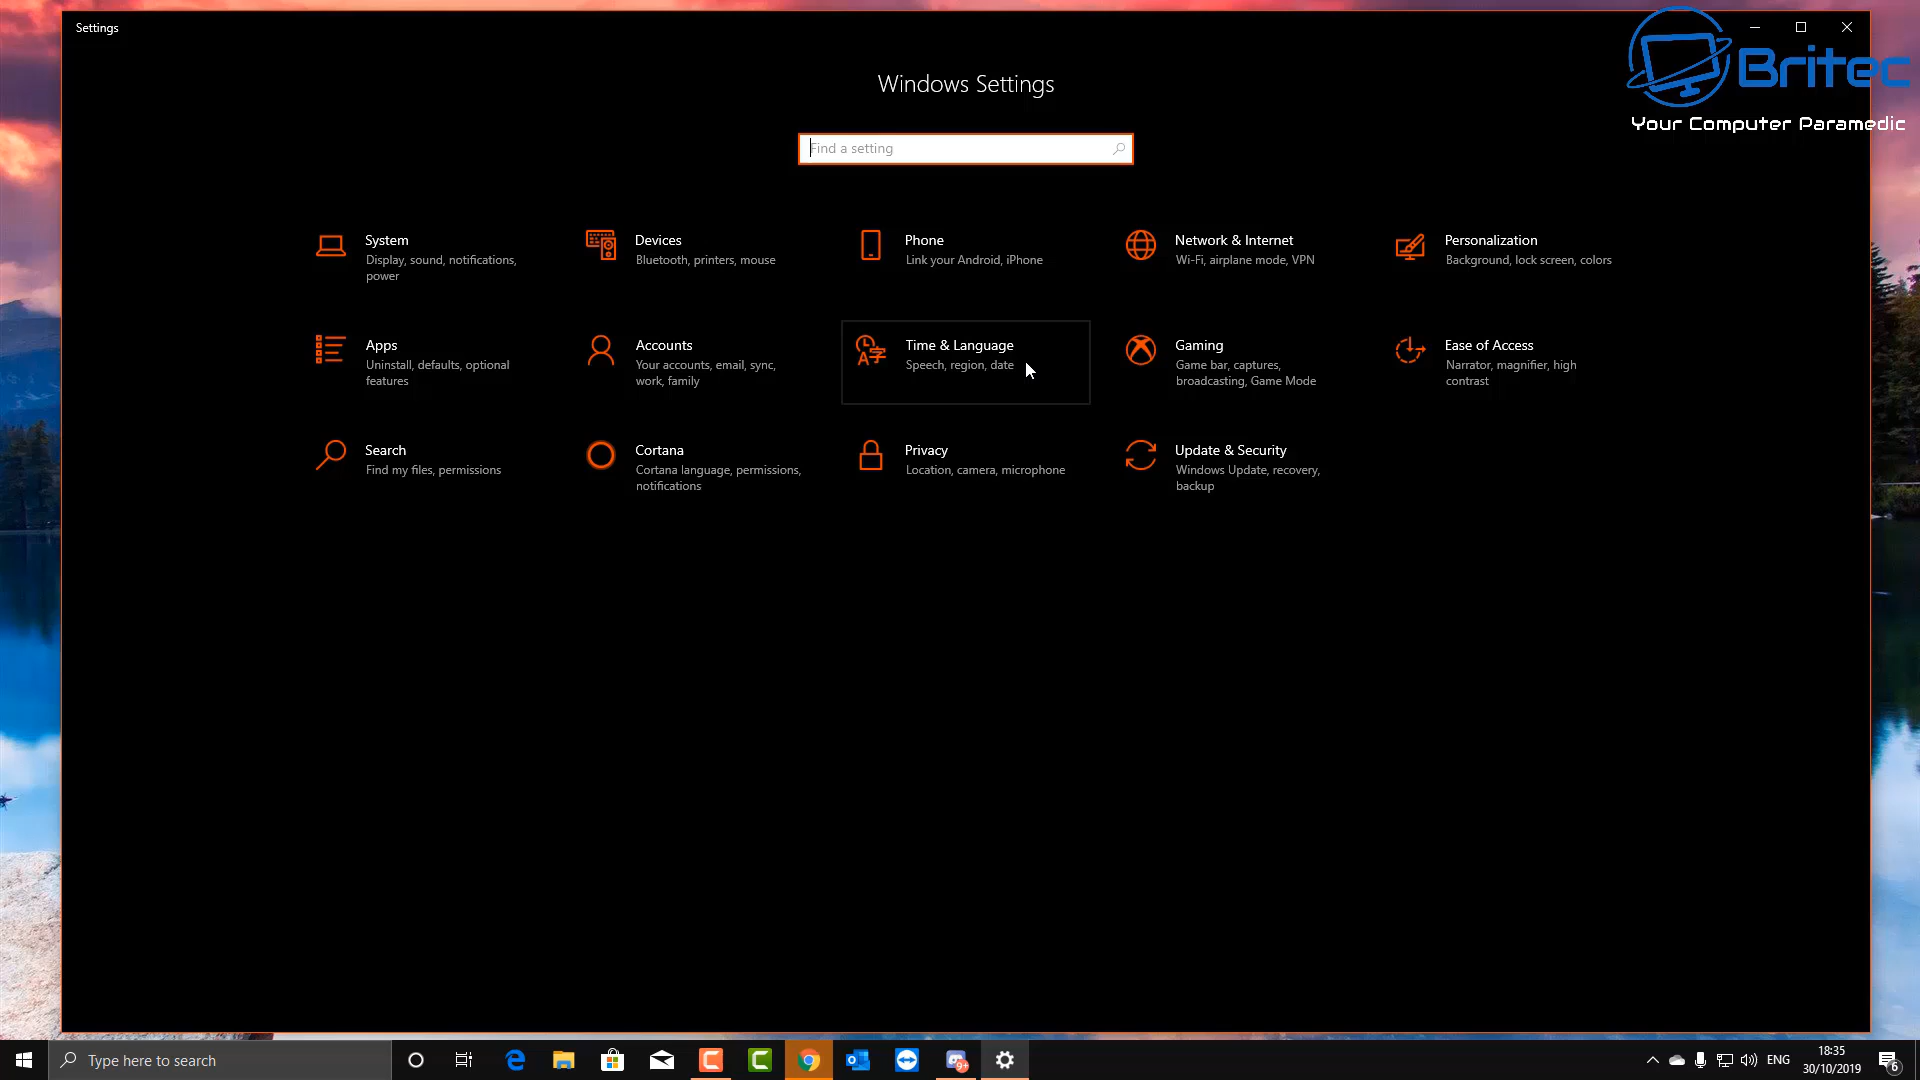 Settings
Britec
Your Computer Paramedic
Windows Settings
Find a setting
System
Display, sound, notifications,
power
Devices
Bluetooth, printers, mouse
Phone
Link your Android, iPhone
Network & Internet
Wi-Fi, airplane mode, VPN
Personalization
Background, lock screen, colors
Apps
Uninstall, defaults, optional
features
Accounts
Your accounts, email, sync,
work, family
Time & Language
Speech, region, date
Gaming
Game bar, captures,
broadcasting, Game Mode
Ease of Access
Narrator, magnifier, high
contrast
Search
Find my files, permissions
Cortana
Cortana language, permissions,
notifications
Privacy
Location, camera, microphone
Update & Security
Windows Update, recovery,
backup
Type here to search
9+
ENG
18:35
30/10/2019
6